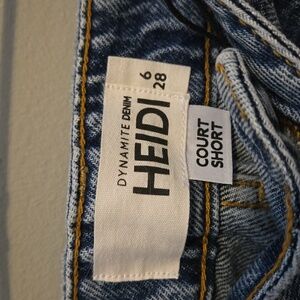 DYNAMITE DENIM
HEIDI
6
28
COURT
SHORT